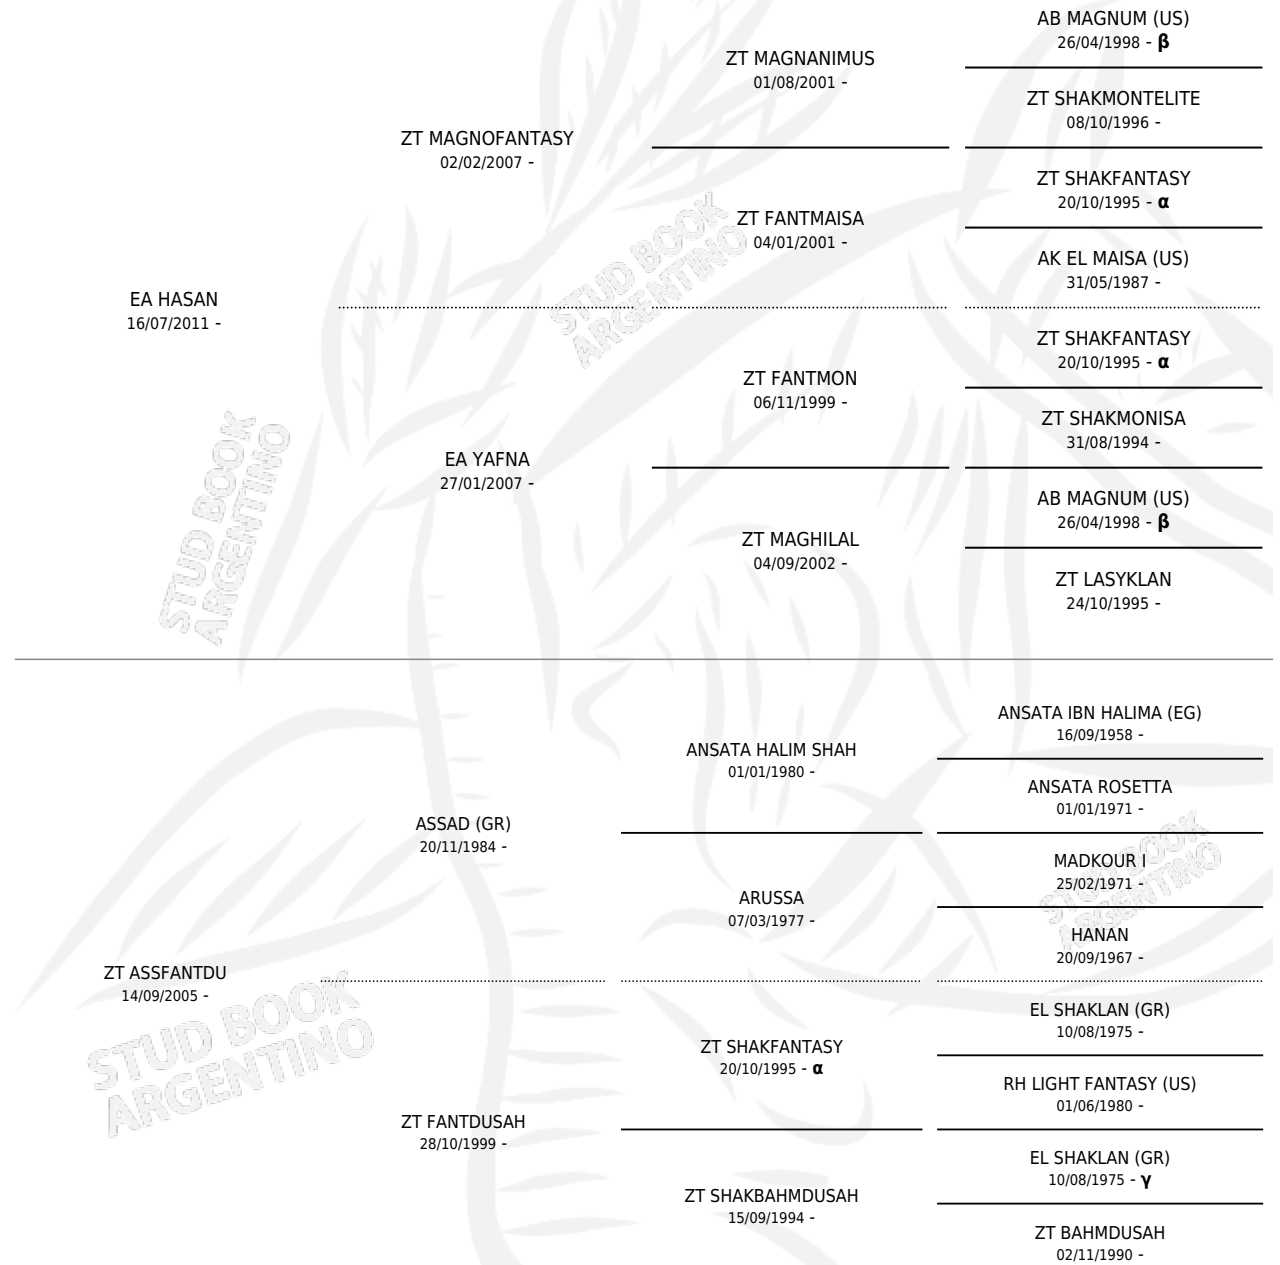 AB MAGNUM (US)
26/04/1998 - β
ZT MAGNANIMUS
01/08/2001 -
ZT SHAKMONTELITE
08/10/1996 -
ZT MAGNOFANTASY
02/02/2007 -
ZT SHAKFANTASY
20/10/1995 - α
ZT FANTMAISA
04/01/2001 -
AK EL MAISA (US)
31/05/1987 -
EA HASAN
16/07/2011 -
ZT SHAKFANTASY
20/10/1995 - α
ZT FANTMON
06/11/1999 -
ZT SHAKMONISA
31/08/1994 -
EA YAFNA
27/01/2007 -
AB MAGNUM (US)
26/04/1998 - β
ZT MAGHILAL
04/09/2002 -
ZT LASYKLAN
24/10/1995 -
STUD BOOK
ARGENTINO
STUD BOOK
ARGENTINO
ANSATA IBN HALIMA (EG)
16/09/1958 -
ANSATA HALIM SHAH
01/01/1980 -
ANSATA ROSETTA
01/01/1971 -
ASSAD (GR)
20/11/1984 -
MADKOUR I
25/02/1971 -
ARUSSA
07/03/1977 -
HANAN
20/09/1967 -
ZT ASSFANTDU
14/09/2005 -
EL SHAKLAN (GR)
10/08/1975 -
ZT SHAKFANTASY
20/10/1995 - α
RH LIGHT FANTASY (US)
01/06/1980 -
ZT FANTDUSAH
28/10/1999 -
EL SHAKLAN (GR)
10/08/1975 - γ
ZT SHAKBAHMDUSAH
15/09/1994 -
ZT BAHMDUSAH
02/11/1990 -
STUD BOOK
ARGENTINO
STUD BOOK
ARGENTINO